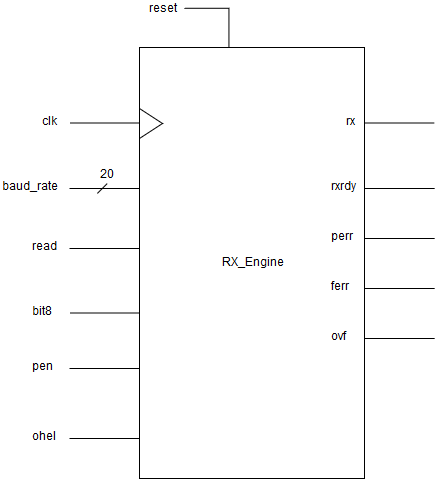 reset
clk
rx
20
baud_rate
rxrdy
perr
read
RX_Engine
ferr
bit8
ovf
pen
ohel